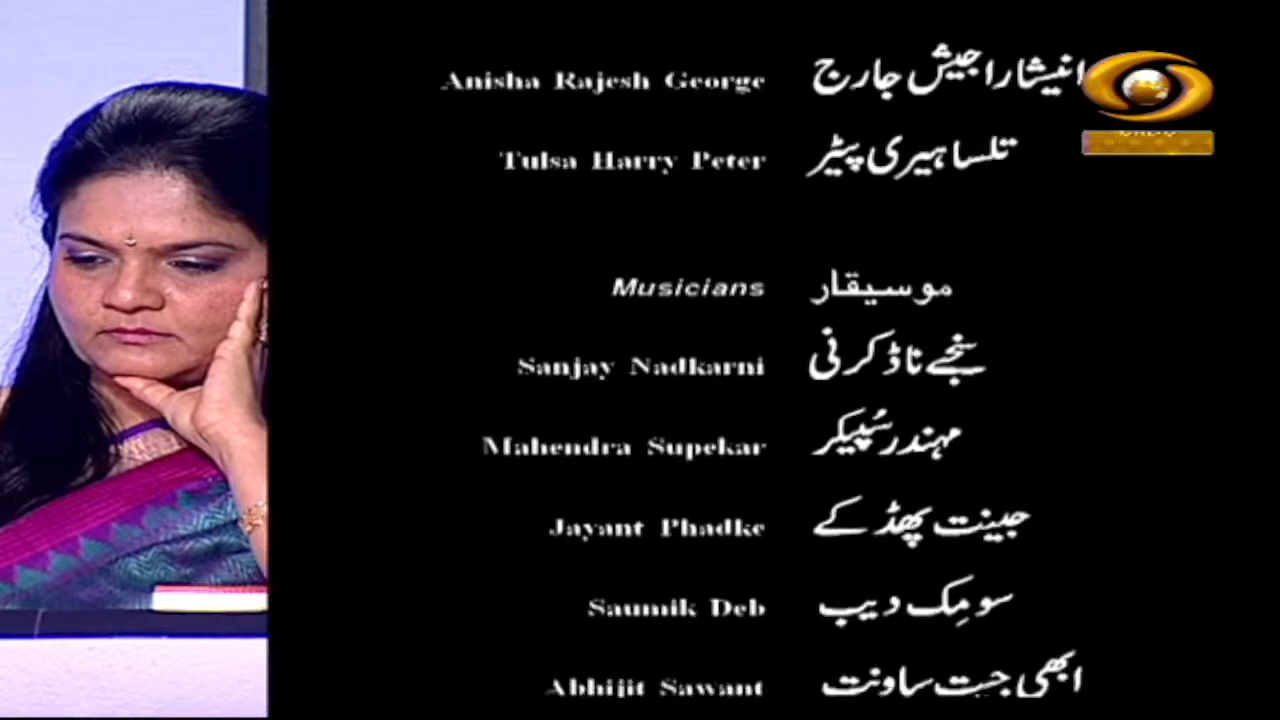 Anisha Rajesh George انیشا راجیش جارج
Tulsa Harry Peter تلسا ہیری پیٹر
Musicians موسیقار
Sanjay Nadkarni سنجے ناڈکرنی
Mahendra Supekar مہندر سُپیکر
Jayant Phadke جینت پھڈکے
Saumik Deb سومِک دیب
Abhijit Sawant ابھی جیت ساونت